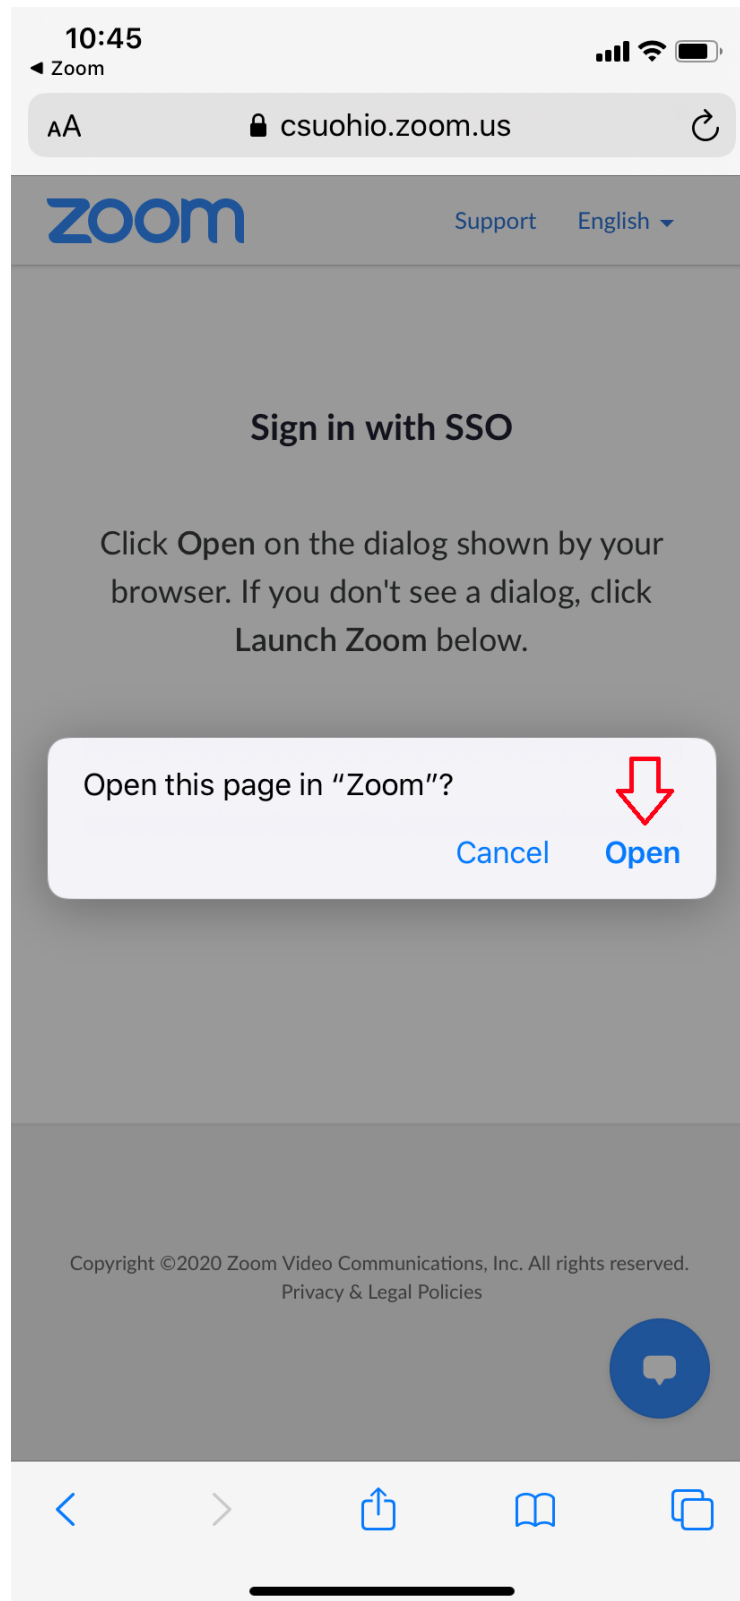 10:45
◀ Zoom
AA csuohio.zoom.us
zoom Support English
Sign in with SSO
Click Open on the dialog shown by your
browser. If you don't see a dialog, click
Launch Zoom below.
Open this page in “Zoom”?
Cancel Open
Copyright ©2020 Zoom Video Communications, Inc. All rights reserved.
Privacy & Legal Policies